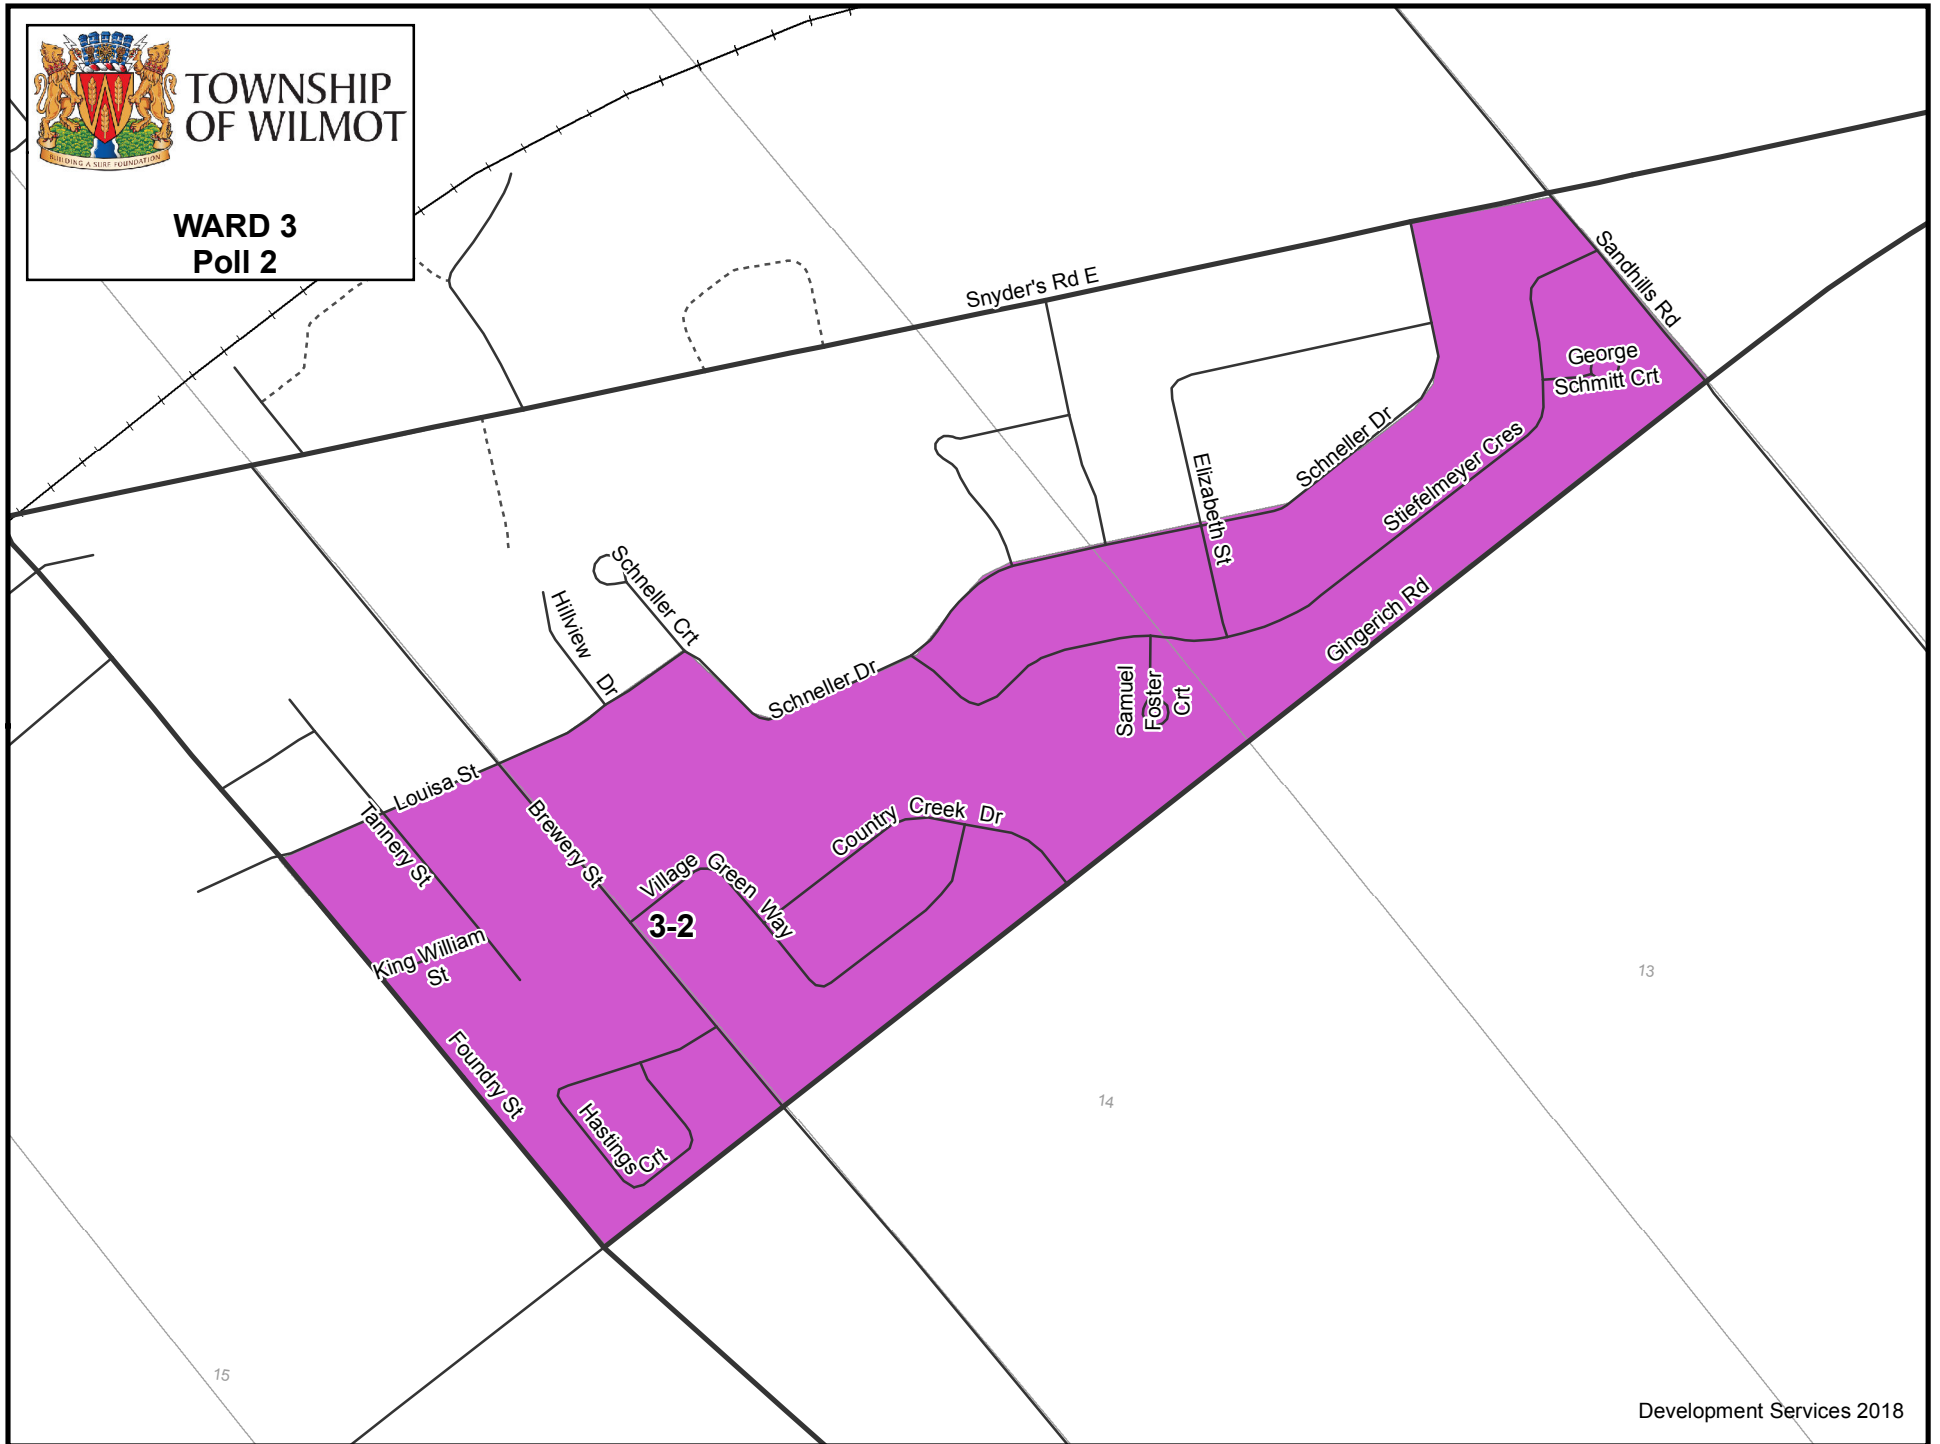 TOWNSHIP
OF WILMOT
BUILDING A SURE FOUNDATION
WARD 3
Poll 2
Snyder's Rd E
Sandhills Rd
George
Schmitt Crt
Schneller Dr
Stiefelmeyer Cres
Elizabeth St
Gingerich Rd
Schneller Crt
Hillview Dr
Schneller Dr
Samuel
Foster
Crt
Louisa St
Tannery St
Brewery St
Country Creek Dr
Village Green Way
3-2
King William
St
Foundry St
Hastings Crt
13
14
15
Development Services 2018